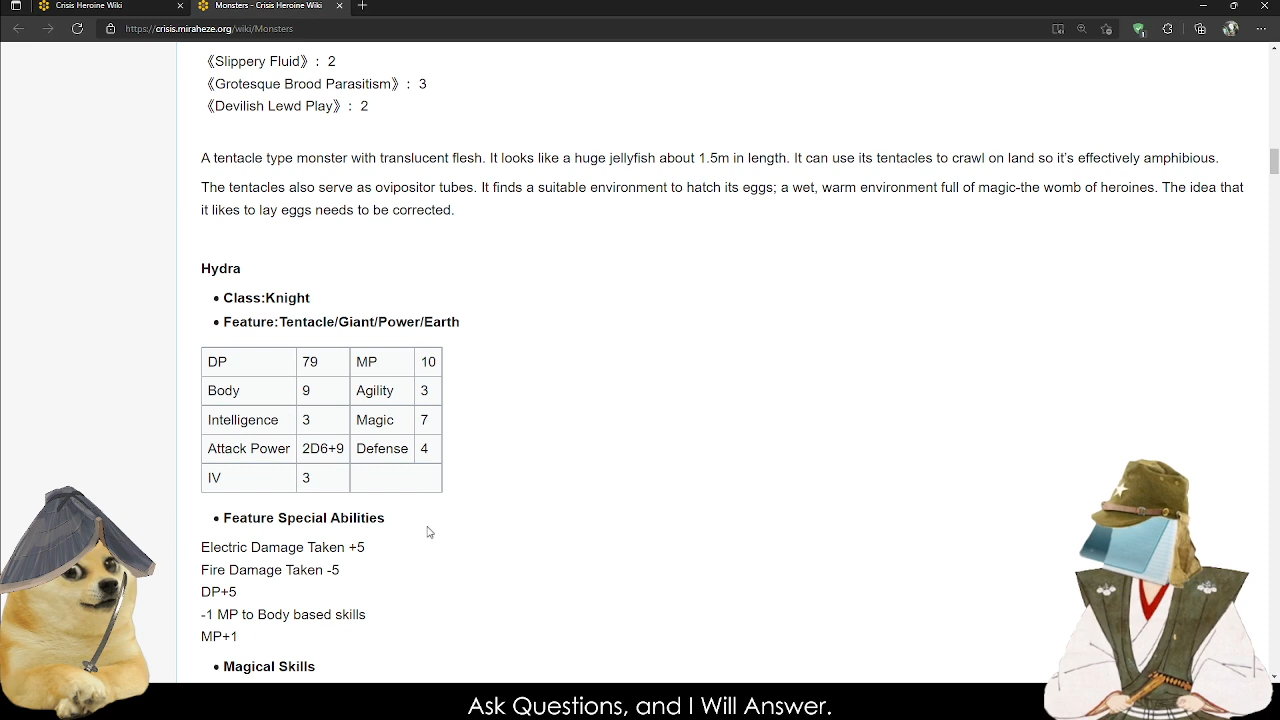 Crisis Heroine Wiki
Monsters - Crisis Heroine Wiki
https://crisis.miraheze.org/wiki/Monsters
《Slippery Fluid》: 2
《Grotesque Brood Parasitism》: 3
《Devilish Lewd Play》: 2
A tentacle type monster with translucent flesh. It looks like a huge jellyfish about 1.5m in length. It can use its tentacles to crawl on land so it's effectively amphibious.
The tentacles also serve as ovipositor tubes. It finds a suitable environment to hatch its eggs; a wet, warm environment full of magic-the womb of heroines. The idea that
it likes to lay eggs needs to be corrected.
Hydra
• Class:Knight
• Feature:Tentacle/Giant/Power/Earth
DP 79 MP 10
Body 9 Agility 3
Intelligence 3 Magic 7
Attack Power 2D6+9 Defense 4
IV 3
• Feature Special Abilities
Electric Damage Taken +5
Fire Damage Taken -5
DP+5
-1 MP to Body based skills
MP+1
• Magical Skills
Ask Questions, and I Will Answer.